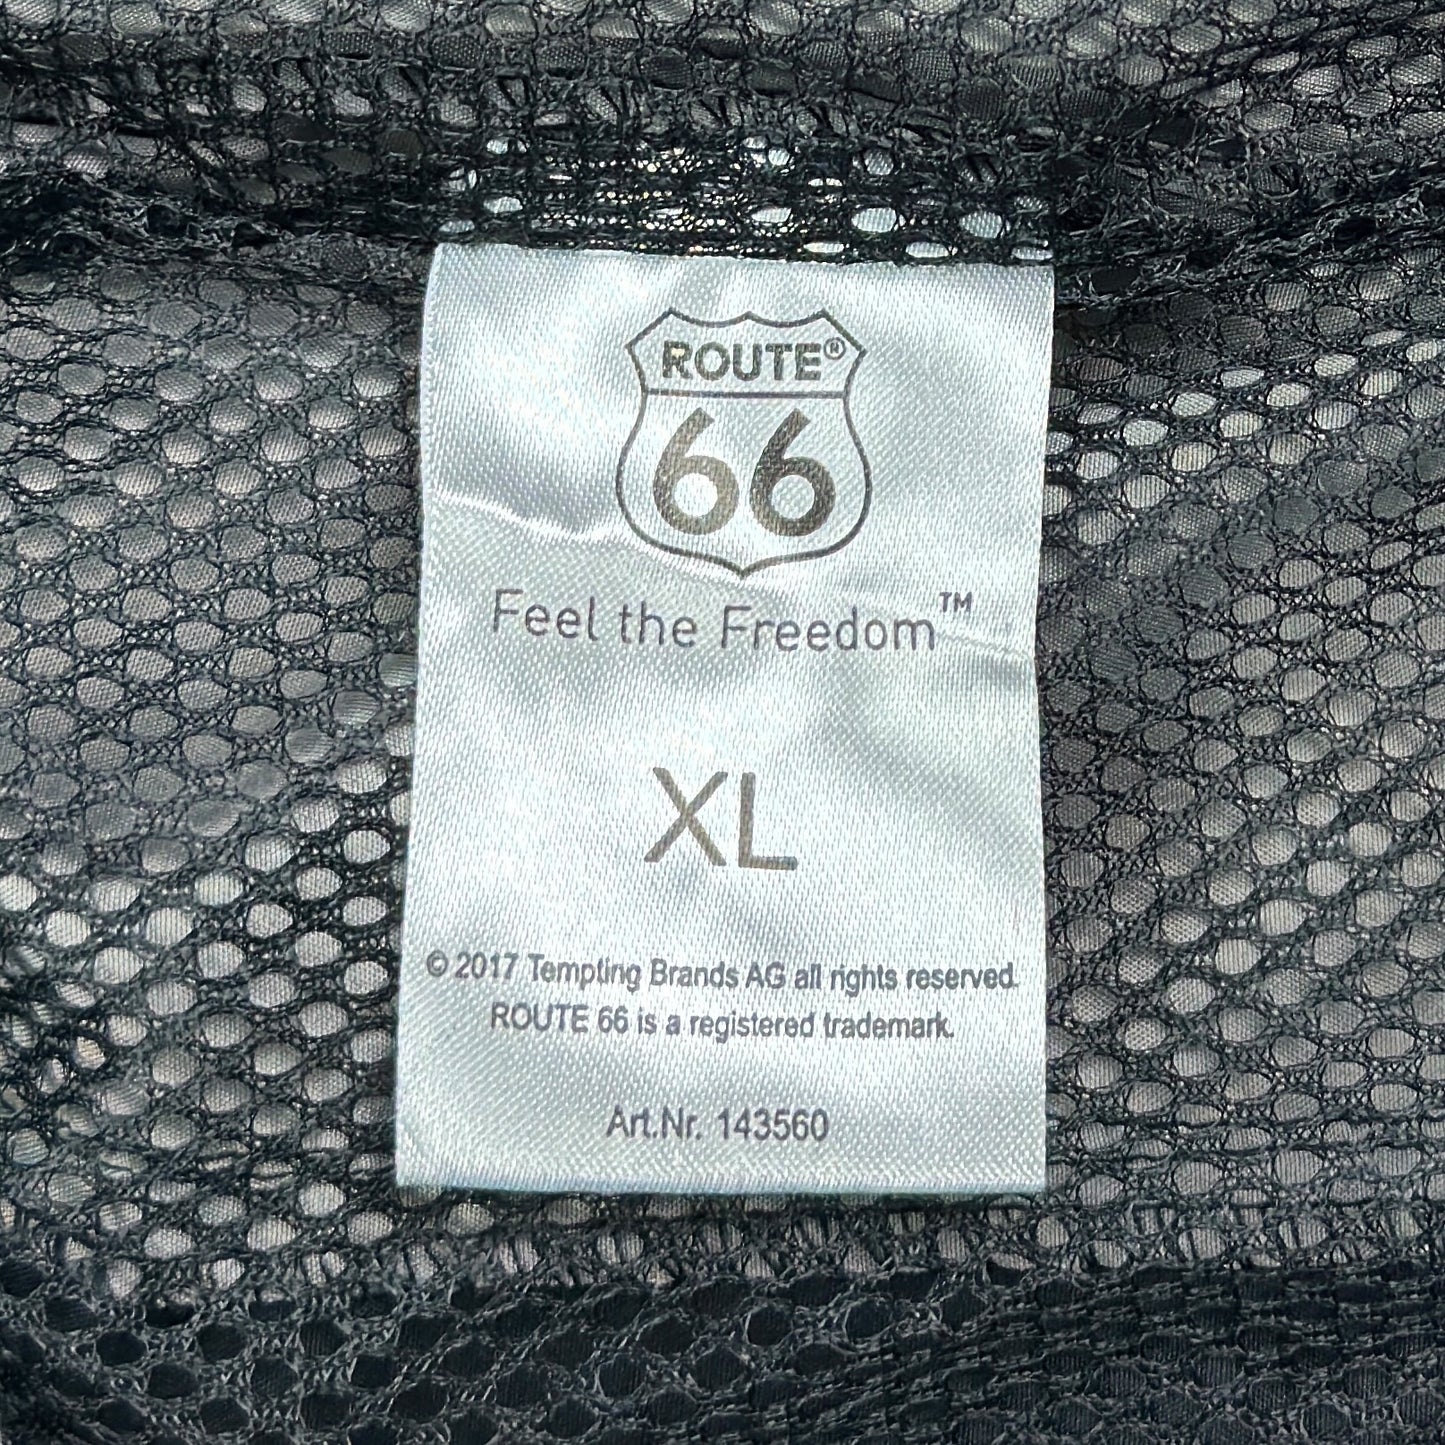 ROUTE®
66
Feel the Freedom™
XL
© 2017 Tempting Brands AG all rights reserved.
ROUTE 66 is a registered trademark.
Art.Nr. 143560